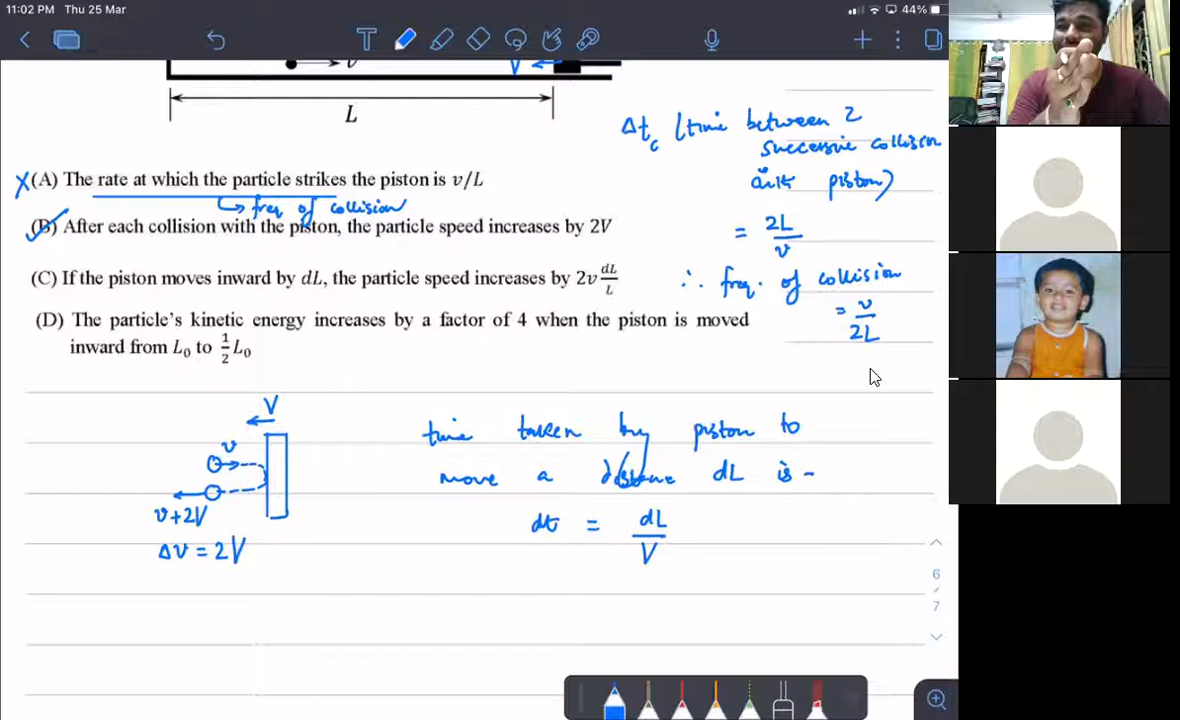 11:02 PM Thu 25 Mar
44%
v
V
L
Δt_c (time between 2
successive collision
with piston)
= 2L/v
X (A) The rate at which the particle strikes the piston is v/L
↳ freq of collision
(B) After each collision with the piston, the particle speed increases by 2V
(C) If the piston moves inward by dL, the particle speed increases by 2v dL/L
∴ freq. of collision
= v/2L
(D) The particle's kinetic energy increases by a factor of 4 when the piston is moved
inward from L₀ to 1/2 L₀
V
v
v+2V
Δv = 2V
time taken by piston to
move a distance dL is -
dt = dL/V
6
/
7